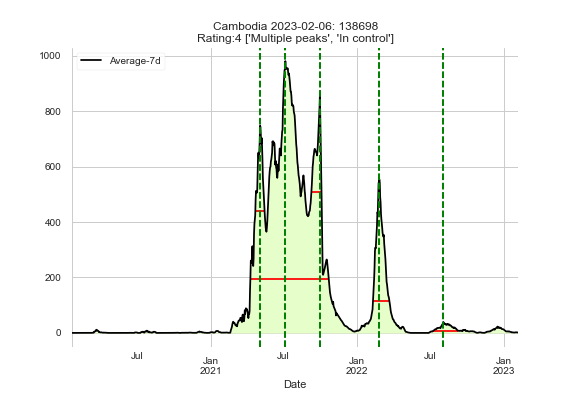 Cambodia 2023-02-06: 138698
Rating:4 ['Multiple peaks', 'In control']
Average-7d
1000
800
600
400
200
0
Jul
Jan
2021
Jul
Jan
2022
Jul
Jan
2023
Date